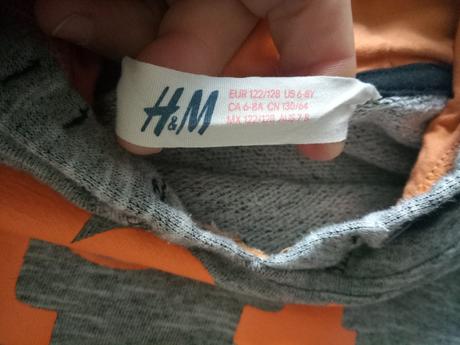 H&M
EUR 122/128 US 6-8Y
CA 6-8A CN 130/64
MX 122/128 AUS 7-8